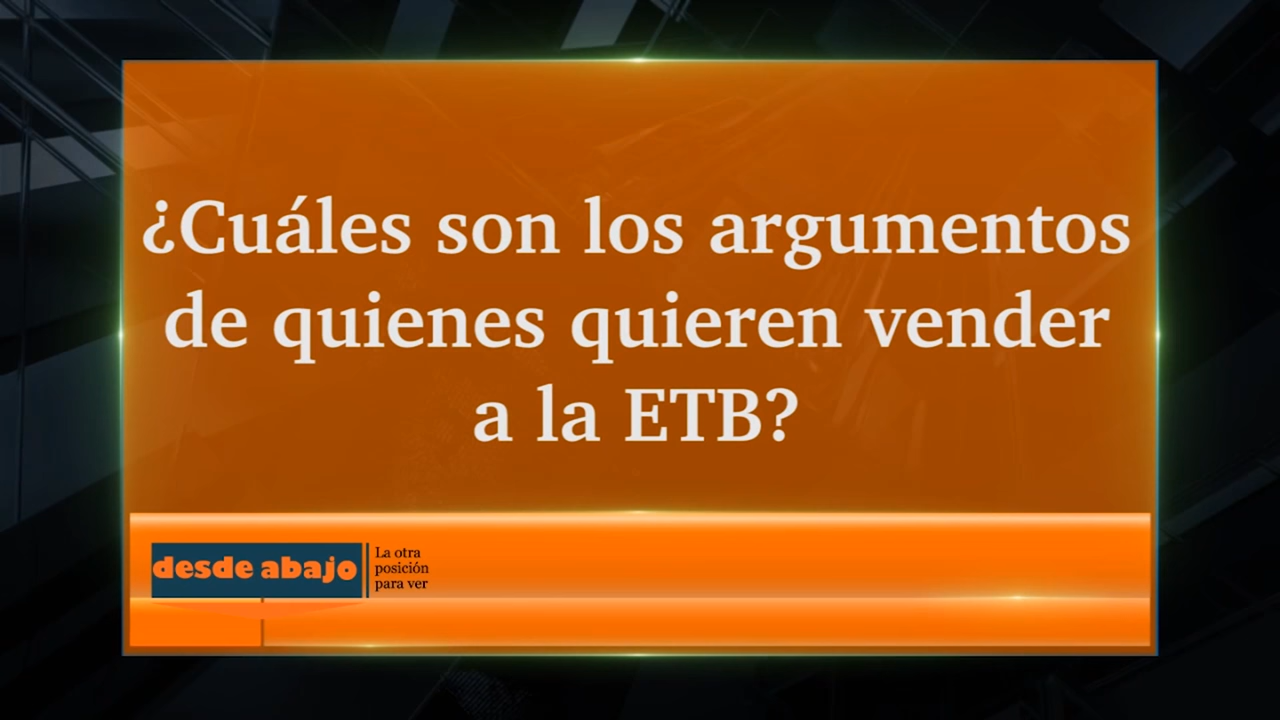 ¿Cuáles son los argumentos
de quienes quieren vender
a la ETB?
desde abajo
La otra
posición
para ver